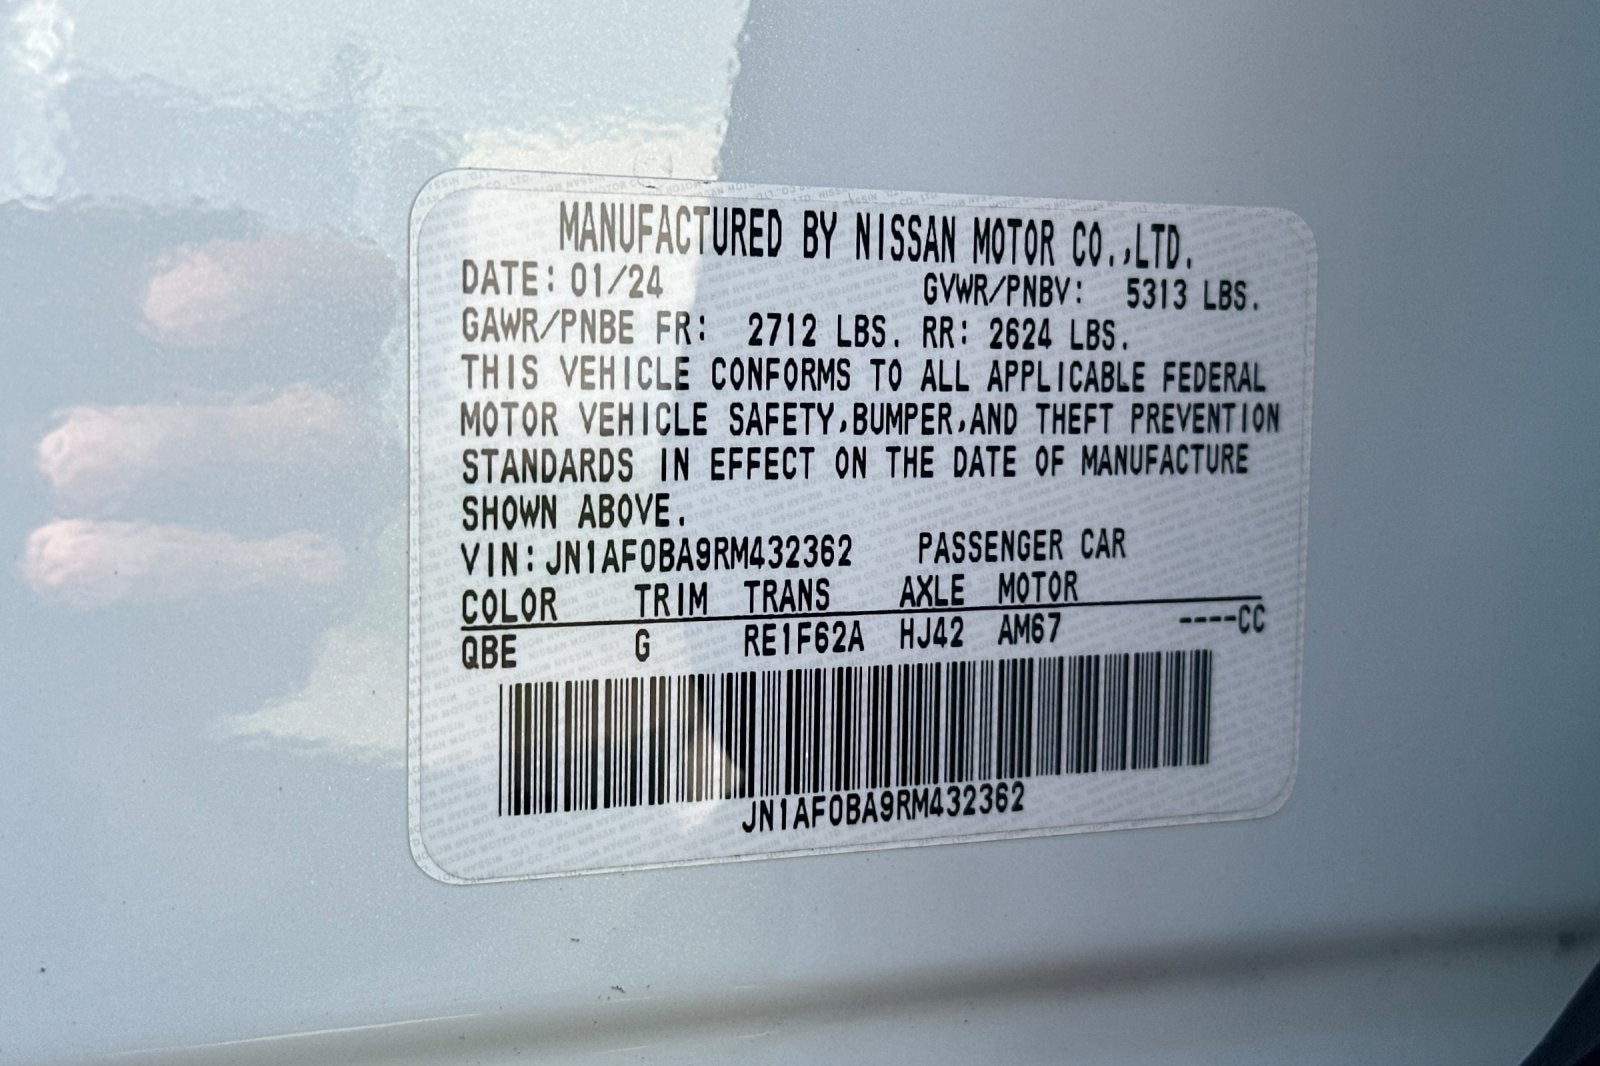 MANUFACTURED BY NISSAN MOTOR CO.,LTD.
DATE: 01/24 GVWR/PNBV: 5313 LBS.
GAWR/PNBE FR: 2712 LBS. RR: 2624 LBS.
THIS VEHICLE CONFORMS TO ALL APPLICABLE FEDERAL
MOTOR VEHICLE SAFETY,BUMPER,AND THEFT PREVENTION
STANDARDS IN EFFECT ON THE DATE OF MANUFACTURE
SHOWN ABOVE.
VIN: JN1AF0BA9RM432362 PASSENGER CAR
COLOR TRIM TRANS AXLE MOTOR
QBE G RE1F62A HJ42 AM67 ----CC
JN1AF0BA9RM432362